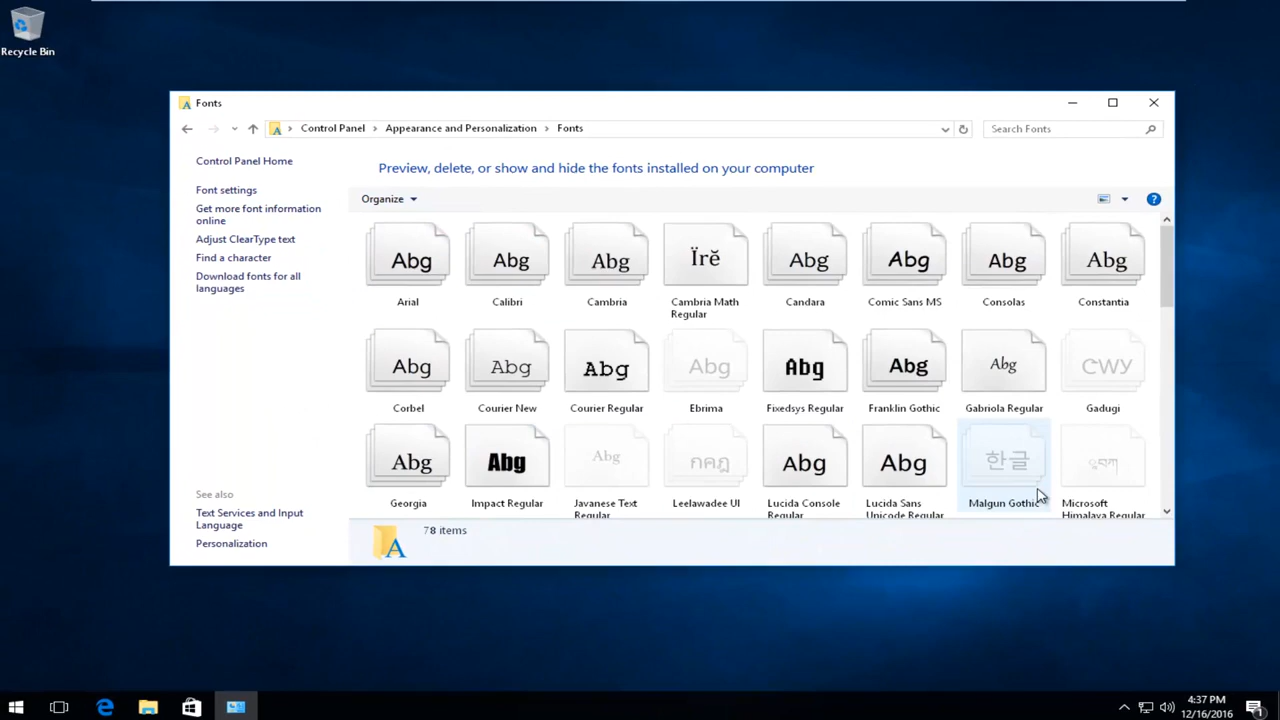 Recycle Bin
Fonts
Control Panel
Appearance and Personalization
Fonts
Search Fonts
Control Panel Home
Font settings
Get more font information
online
Adjust ClearType text
Find a character
Download fonts for all
languages
See also
Text Services and Input
Language
Personalization
Preview, delete, or show and hide the fonts installed on your computer
Organize
?
Abg
Abg
Abg
Ïrĕ
Abg
Abg
Abg
Abg
Arial
Calibri
Cambria
Cambria Math
Regular
Candara
Comic Sans MS
Consolas
Constantia
Abg
Abg
Abg
Abg
Abg
Abg
Abg
ᏣᎳᎩ
Corbel
Courier New
Courier Regular
Ebrima
Fixedsys Regular
Franklin Gothic
Gabriola Regular
Gadugi
Abg
Abg
Abg
กคฎ
Abg
Abg
한글
Georgia
Impact Regular
Javanese Text
Regular
Leelawadee UI
Lucida Console
Regular
Lucida Sans
Unicode Regular
Malgun Gothic
Microsoft
Himalaya Regular
A
78 items
4:37 PM
12/16/2016
1